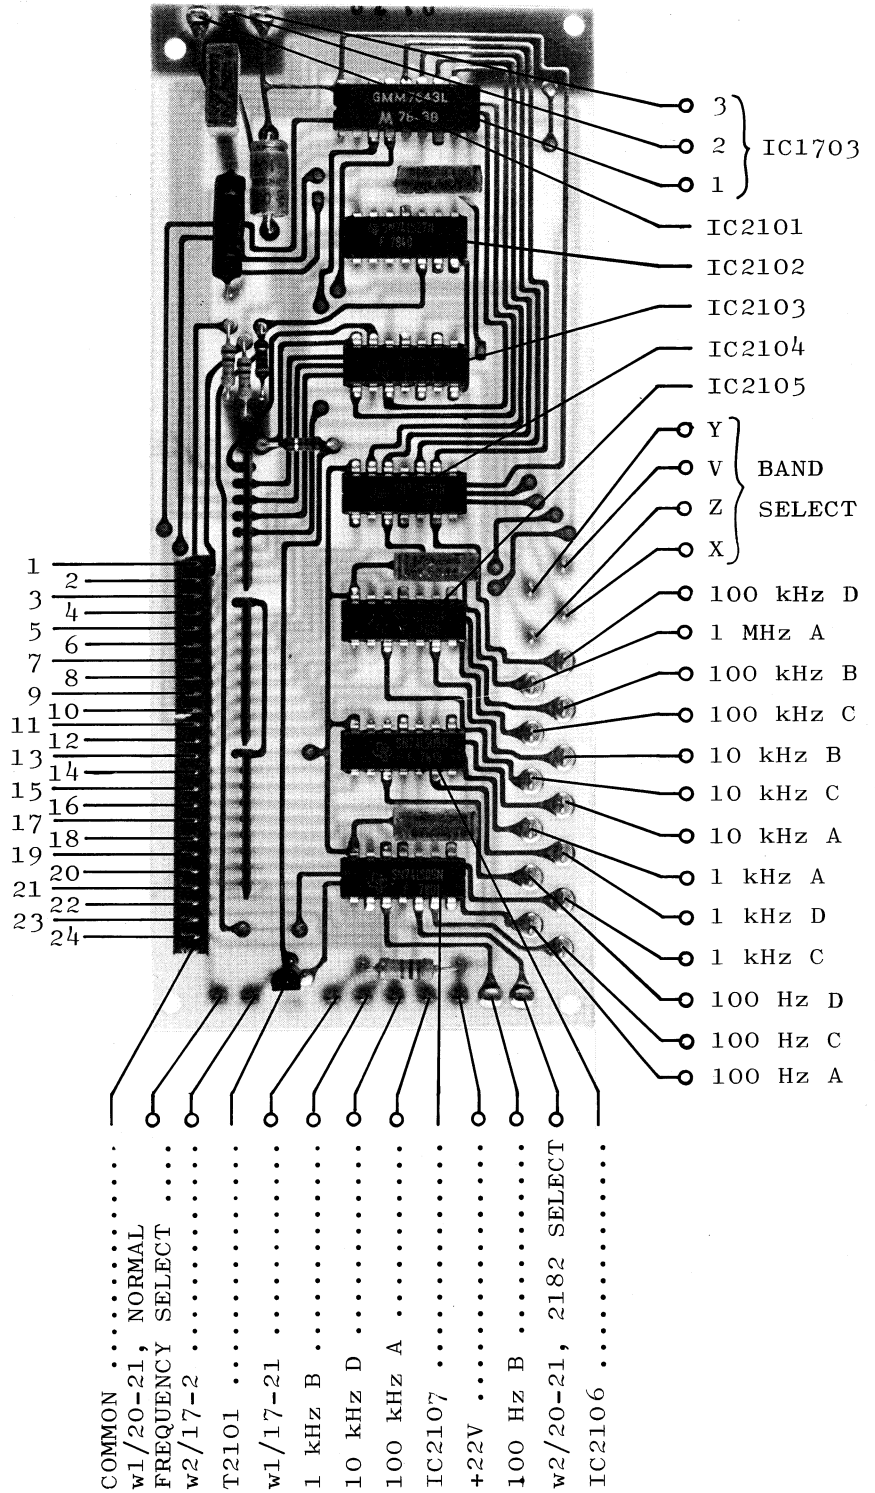 GMM7643L
M 76-38
3
2
1
IC1703
IC2101
IC2102
IC2103
IC2104
IC2105
Y
V
Z
X
BAND
SELECT
100 kHz D
1 MHz A
100 kHz B
100 kHz C
10 kHz B
10 kHz C
10 kHz A
1 kHz A
1 kHz D
1 kHz C
100 Hz D
100 Hz C
100 Hz A
1
2
3
4
5
6
7
8
9
10
11
12
13
14
15
16
17
18
19
20
21
22
23
24
COMMON
w1/20-21, NORMAL
FREQUENCY SELECT
w2/17-2
T2101
w1/17-21
1 kHz B
10 kHz D
100 kHz A
IC2107
+22V
100 Hz B
w2/20-21, 2182 SELECT
IC2106